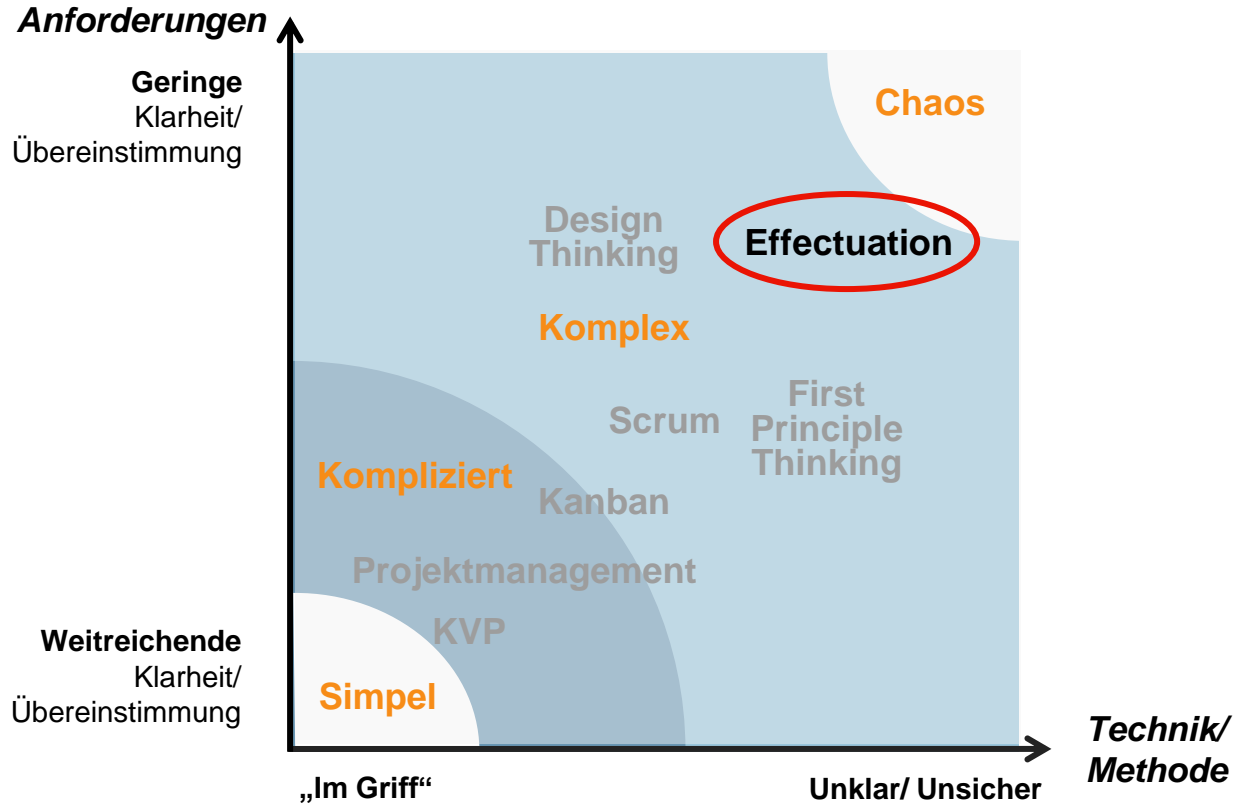 Anforderungen
Geringe
Klarheit/
Übereinstimmung
Chaos
Design
Thinking
Effectuation
Komplex
First
Principle
Thinking
Scrum
Kompliziert
Kanban
Projektmanagement
KVP
Weitreichende
Klarheit/
Übereinstimmung
Simpel
Technik/
Methode
„Im Griff“
Unklar/ Unsicher